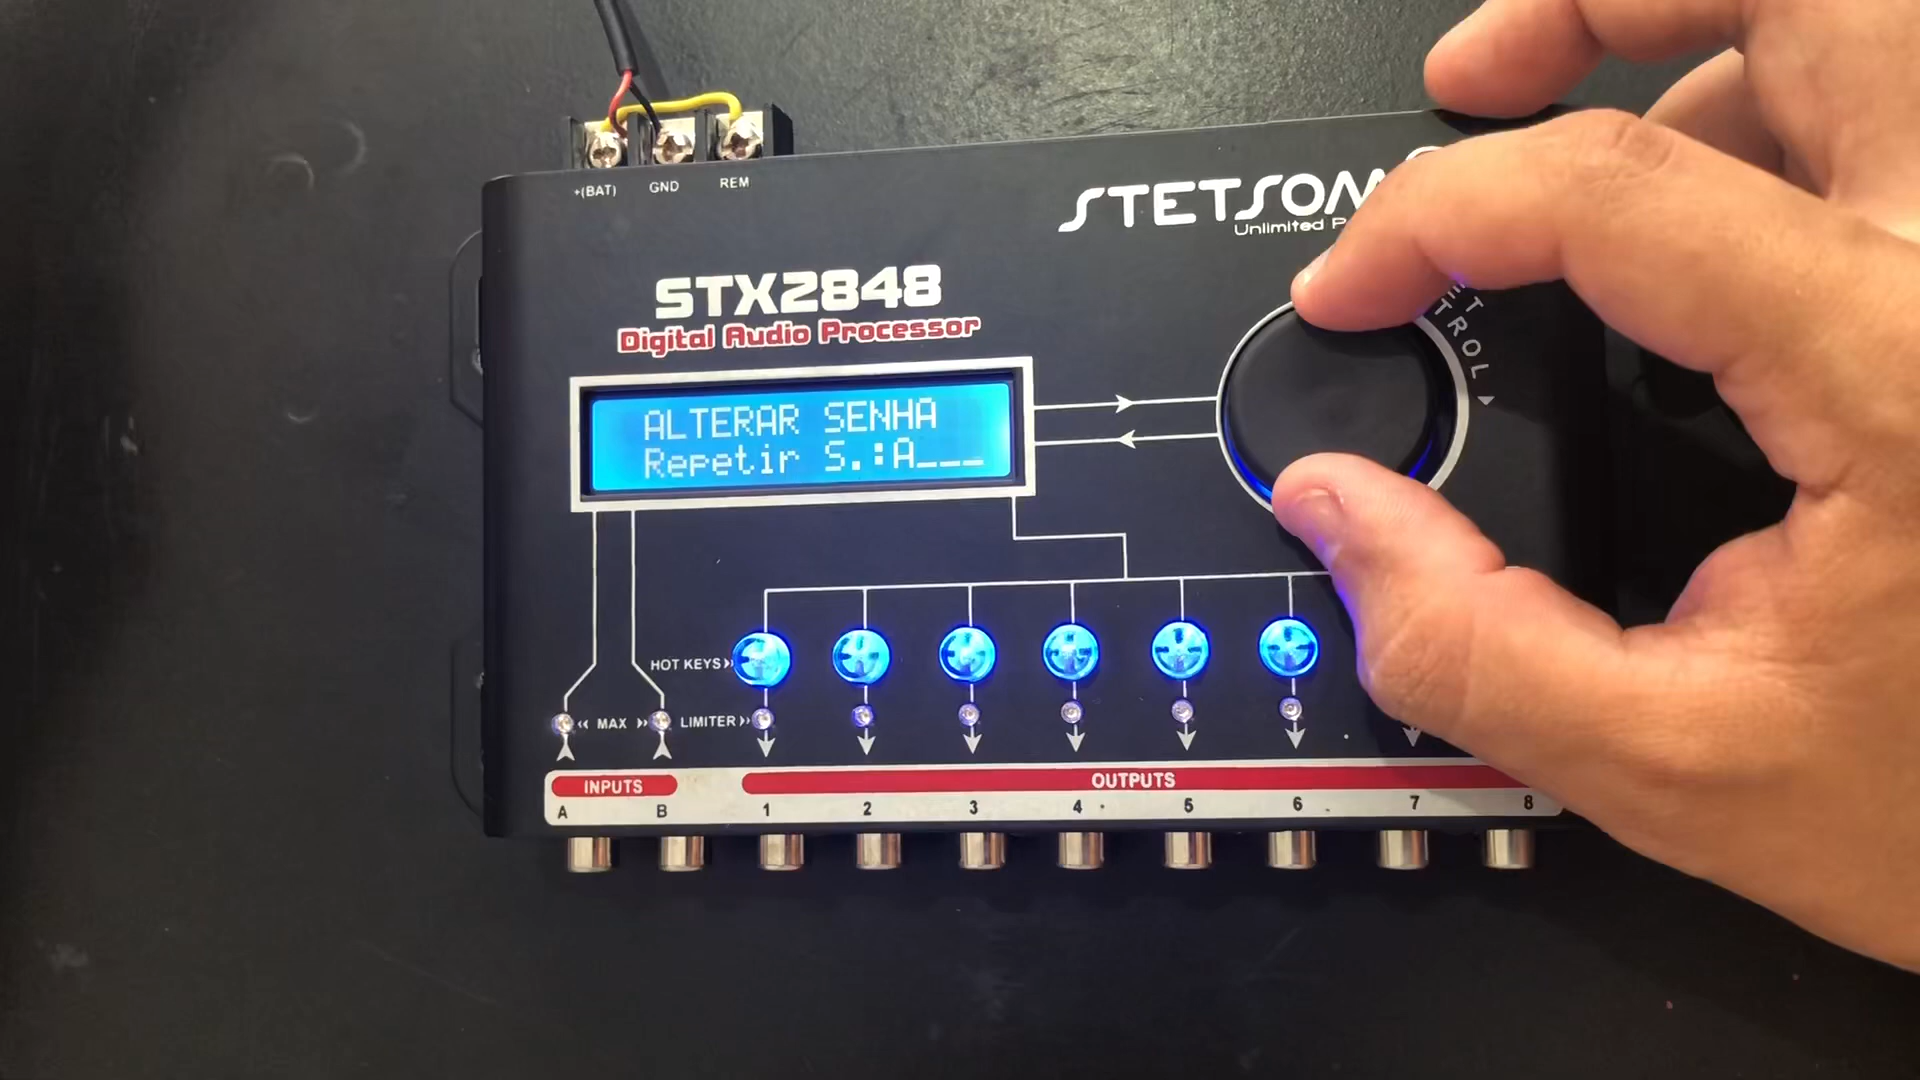 +(BAT) GND REM
STETSOM
Unlimited
STX2848
Digital Audio Processor
TROL
ALTERAR SENHA
Repetir S.:A___
HOT KEYS
MAX LIMITER
INPUTS OUTPUTS
A B 1 2 3 4 5 6 7 8